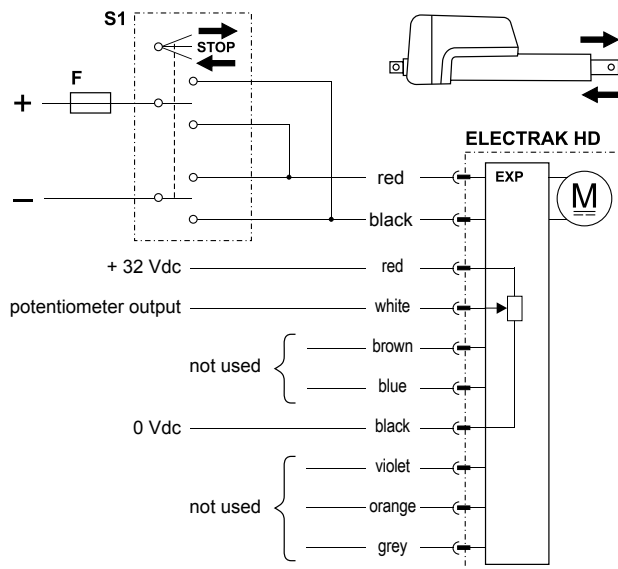 S1
STOP
F
+
–
ELECTRAK HD
EXP
M
red
black
+ 32 Vdc red
potentiometer output white
brown
not used
blue
0 Vdc black
violet
not used orange
grey